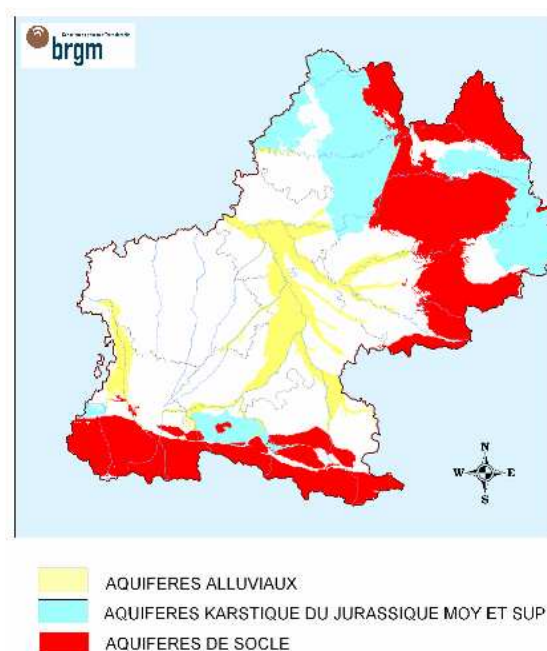 brgm
N
W E
S
AQUIFERES ALLUVIAUX
AQUIFERES KARSTIQUE DU JURASSIQUE MOY ET SUP
AQUIFERES DE SOCLE